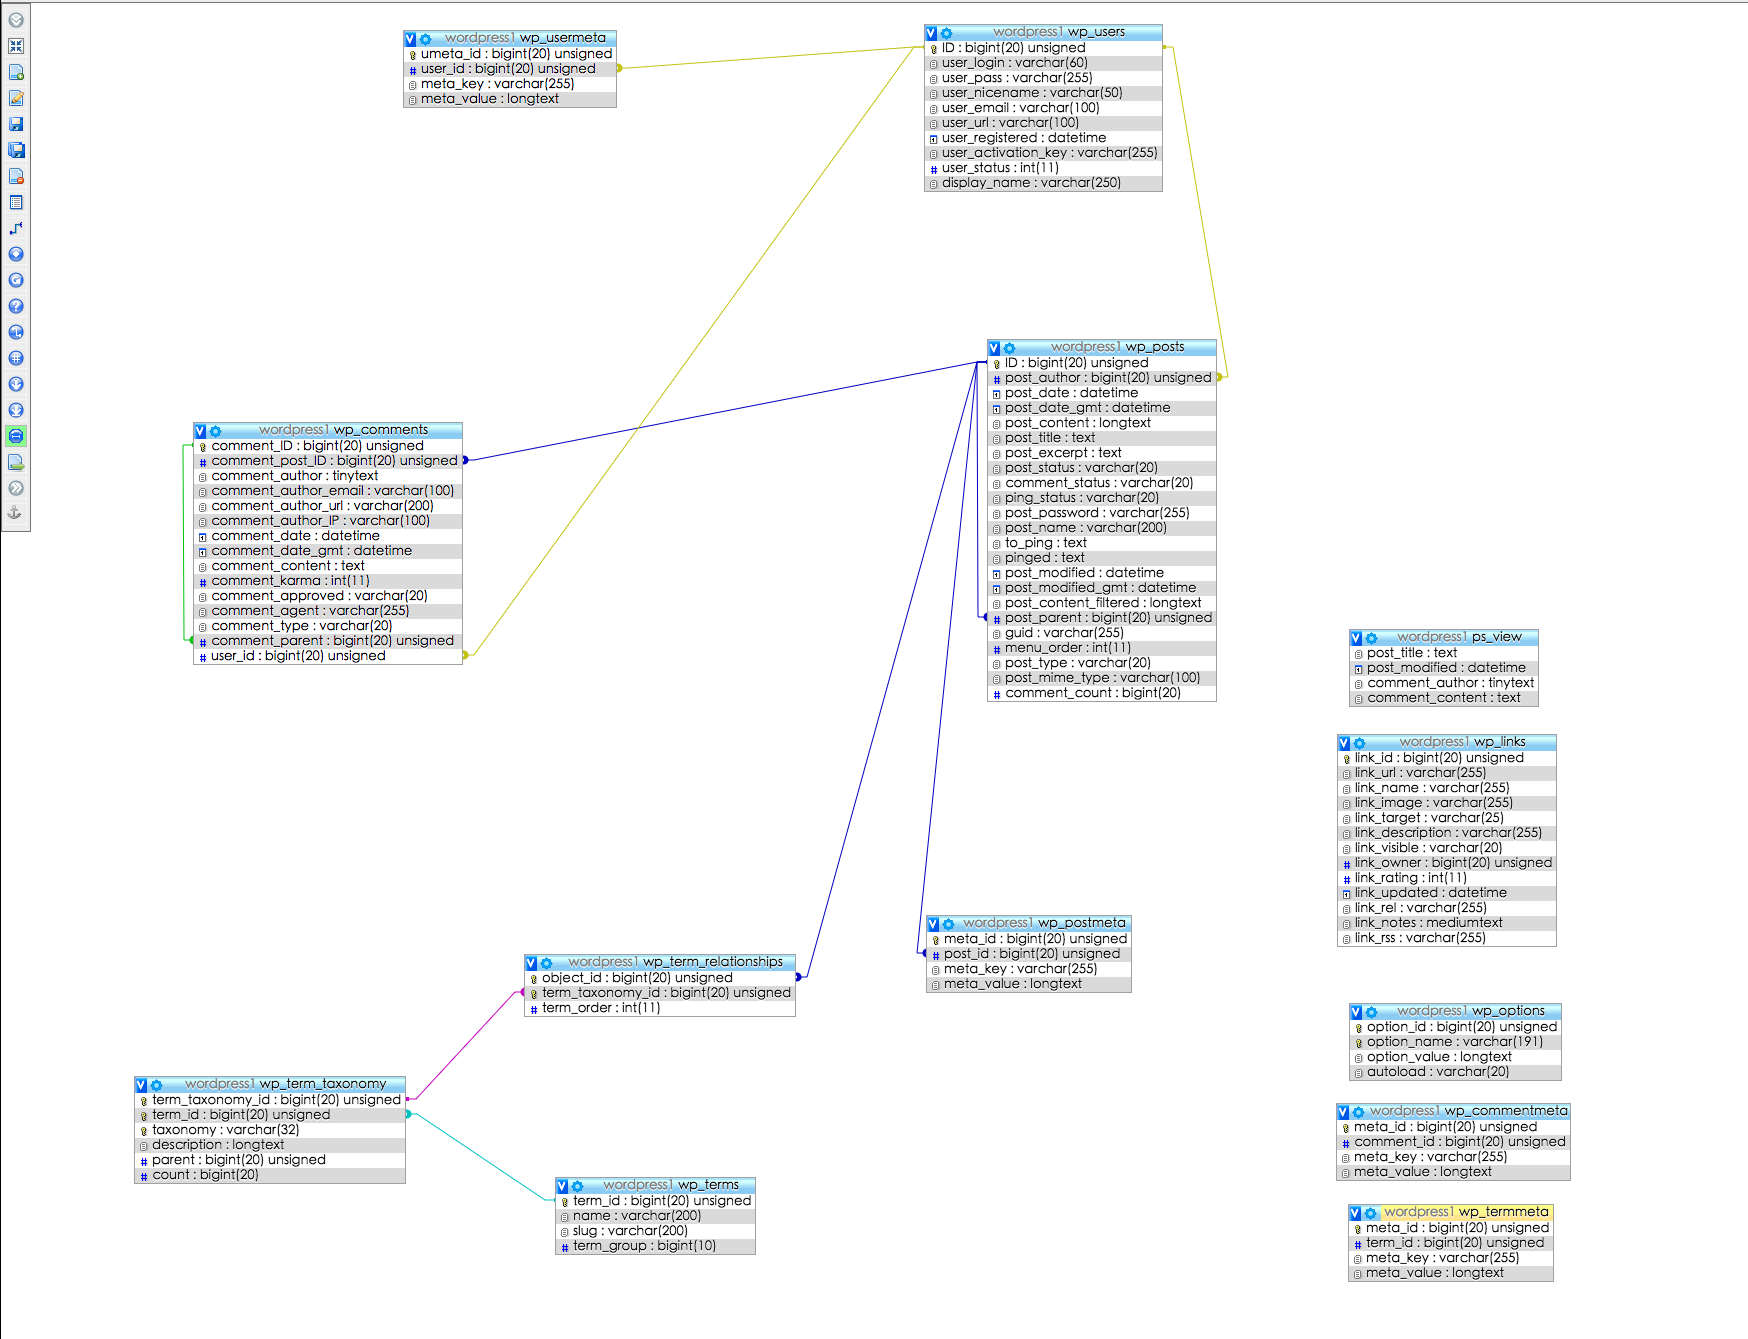 wordpress1 wp_usermeta
umeta_id : bigint(20) unsigned
user_id : bigint(20) unsigned
meta_key : varchar(255)
meta_value : longtext
wordpress1 wp_users
ID : bigint(20) unsigned
user_login : varchar(60)
user_pass : varchar(255)
user_nicename : varchar(50)
user_email : varchar(100)
user_url : varchar(100)
user_registered : datetime
user_activation_key : varchar(255)
user_status : int(11)
display_name : varchar(250)
wordpress1 wp_posts
ID : bigint(20) unsigned
post_author : bigint(20) unsigned
post_date : datetime
post_date_gmt : datetime
post_content : longtext
post_title : text
post_excerpt : text
post_status : varchar(20)
comment_status : varchar(20)
ping_status : varchar(20)
post_password : varchar(255)
post_name : varchar(200)
to_ping : text
pinged : text
post_modified : datetime
post_modified_gmt : datetime
post_content_filtered : longtext
post_parent : bigint(20) unsigned
guid : varchar(255)
menu_order : int(11)
post_type : varchar(20)
post_mime_type : varchar(100)
comment_count : bigint(20)
wordpress1 wp_comments
comment_ID : bigint(20) unsigned
comment_post_ID : bigint(20) unsigned
comment_author : tinytext
comment_author_email : varchar(100)
comment_author_url : varchar(200)
comment_author_IP : varchar(100)
comment_date : datetime
comment_date_gmt : datetime
comment_content : text
comment_karma : int(11)
comment_approved : varchar(20)
comment_agent : varchar(255)
comment_type : varchar(20)
comment_parent : bigint(20) unsigned
user_id : bigint(20) unsigned
wordpress1 ps_view
post_title : text
post_modified : datetime
comment_author : tinytext
comment_content : text
wordpress1 wp_links
link_id : bigint(20) unsigned
link_url : varchar(255)
link_name : varchar(255)
link_image : varchar(255)
link_target : varchar(25)
link_description : varchar(255)
link_visible : varchar(20)
link_owner : bigint(20) unsigned
link_rating : int(11)
link_updated : datetime
link_rel : varchar(255)
link_notes : mediumtext
link_rss : varchar(255)
wordpress1 wp_postmeta
meta_id : bigint(20) unsigned
post_id : bigint(20) unsigned
meta_key : varchar(255)
meta_value : longtext
wordpress1 wp_term_relationships
object_id : bigint(20) unsigned
term_taxonomy_id : bigint(20) unsigned
term_order : int(11)
wordpress1 wp_options
option_id : bigint(20) unsigned
option_name : varchar(191)
option_value : longtext
autoload : varchar(20)
wordpress1 wp_term_taxonomy
term_taxonomy_id : bigint(20) unsigned
term_id : bigint(20) unsigned
taxonomy : varchar(32)
description : longtext
parent : bigint(20) unsigned
count : bigint(20)
wordpress1 wp_commentmeta
meta_id : bigint(20) unsigned
comment_id : bigint(20) unsigned
meta_key : varchar(255)
meta_value : longtext
wordpress1 wp_terms
term_id : bigint(20) unsigned
name : varchar(200)
slug : varchar(200)
term_group : bigint(10)
wordpress1 wp_termmeta
meta_id : bigint(20) unsigned
term_id : bigint(20) unsigned
meta_key : varchar(255)
meta_value : longtext